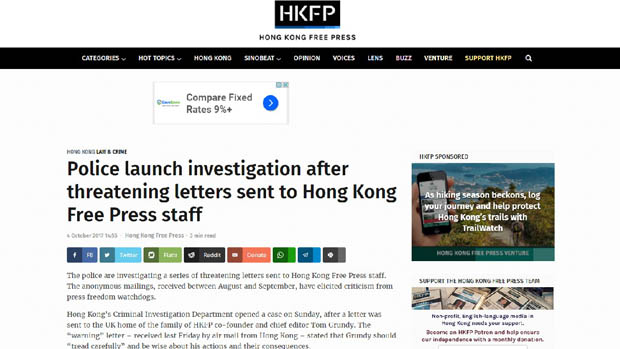 HKFP
HONG KONG FREE PRESS
CATEGORIES HOT TOPICS HONG KONG SINOBEAT OPINION VOICES LENS BUZZ VENTURE SUPPORT HKFP
Compare Fixed
Rates 9%+
HONG KONG LAW & CRIME
Police launch investigation after
threatening letters sent to Hong Kong
Free Press staff
4 October 2017 14:55 Hong Kong Free Press 3 min read
FB Twitter Flare Reddit Donate
The police are investigating a series of threatening letters sent to Hong Kong Free Press staff.
The anonymous mailings, received between August and September, have elicited criticism from
press freedom watchdogs.
Hong Kong's Criminal Investigation Department opened a case on Sunday, after a letter was
sent to the UK home of the family of HKFP co-founder and chief editor Tom Grundy. The
"warning" letter – received last Friday by air mail from Hong Kong – stated that Grundy should
"tread carefully" and be wise about his actions and their consequences.
HKFP SPONSORED
As hiking season beckons, log
your journey and help protect
Hong Kong's trails with
TrailWatch
HONG KONG FREE PRESS VENTURE
SUPPORT THE HONG KONG FREE PRESS TEAM
Non-profit, English-language media in
Hong Kong needs your support.
Become an HKFP Patron and help ensure
our independence with a monthly donation.